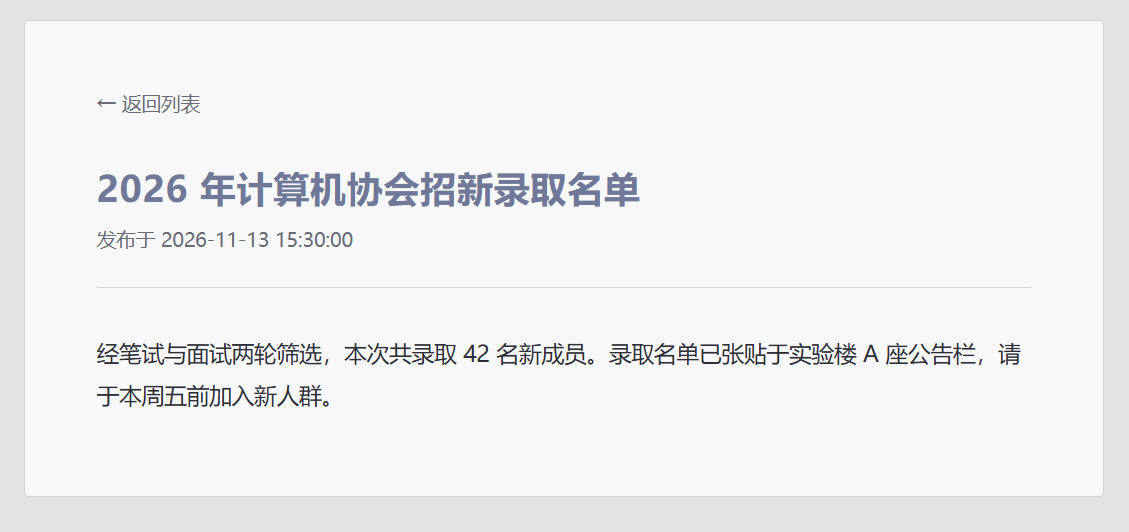 ← 返回列表
2026 年计算机协会招新录取名单
发布于 2026-11-13 15:30:00
经笔试与面试两轮筛选，本次共录取 42 名新成员。录取名单已张贴于实验楼 A 座公告栏，请
于本周五前加入新人群。